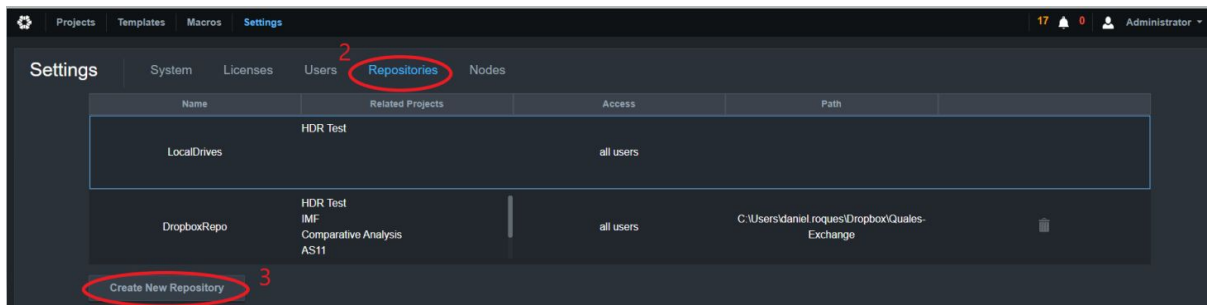 Projects Templates Macros Settings 17 0 Administrator
2
Settings System Licenses Users Repositories Nodes
Name Related Projects Access Path
HDR Test
LocalDrives all users
HDR Test
IMF
DropboxRepo Comparative Analysis all users C:\Users\daniel.roques\Dropbox\Quales-
Exchange
AS11
Create New Repository 3